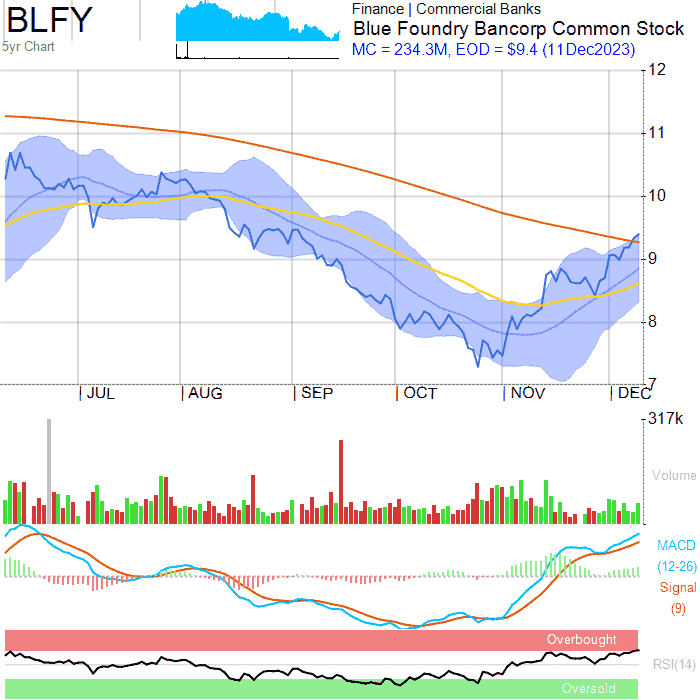 BLFY
5yr Chart
Finance | Commercial Banks
Blue Foundry Bancorp Common Stock
MC = 234.3M, EOD = $9.4 (11Dec2023)
12
11
10
9
8
7
JUL AUG SEP OCT NOV DEC
317k
Volume
MACD
(12-26)
Signal
(9)
Overbought
RSI(14)
Oversold